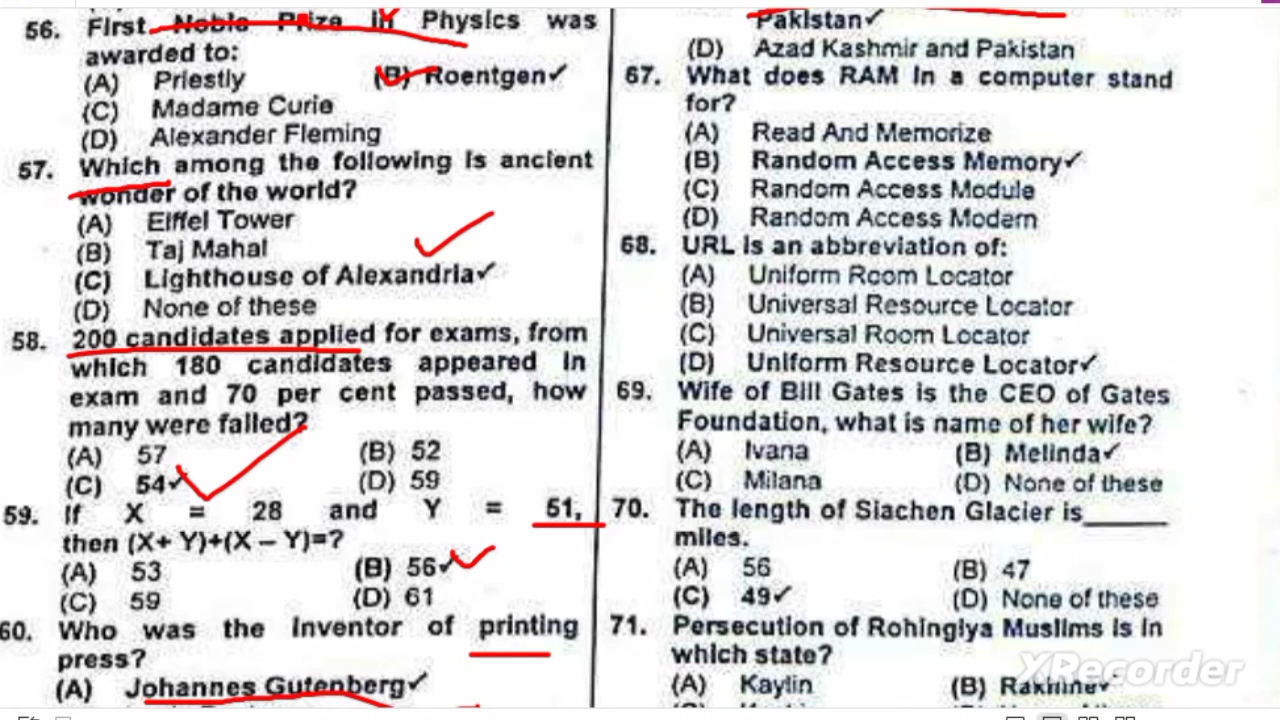 56. First Noble Prize in Physics was
awarded to:
(A) Priestly (B) Roentgen✓
(C) Madame Curie
(D) Alexander Fleming
57. Which among the following is ancient
wonder of the world?
(A) Eiffel Tower
(B) Taj Mahal
(C) Lighthouse of Alexandria✓
(D) None of these
58. 200 candidates applied for exams, from
which 180 candidates appeared in
exam and 70 per cent passed, how
many were failed?
(A) 57 (B) 52
(C) 54✓ (D) 59
59. If X = 28 and Y = 51,
then (X+ Y)+(X – Y)=?
(A) 53 (B) 56✓
(C) 59 (D) 61
60. Who was the inventor of printing
press?
(A) Johannes Gutenberg✓
Pakistan✓
(D) Azad Kashmir and Pakistan
67. What does RAM in a computer stand
for?
(A) Read And Memorize
(B) Random Access Memory✓
(C) Random Access Module
(D) Random Access Modem
68. URL is an abbreviation of:
(A) Uniform Room Locator
(B) Universal Resource Locator
(C) Universal Room Locator
(D) Uniform Resource Locator✓
69. Wife of Bill Gates is the CEO of Gates
Foundation, what is name of her wife?
(A) Ivana (B) Melinda✓
(C) Milana (D) None of these
70. The length of Siachen Glacier is______
miles.
(A) 56 (B) 47
(C) 49✓ (D) None of these
71. Persecution of Rohingiya Muslims is in
which state?
(A) Kaylin (B) Rakhine✓
XRecorder